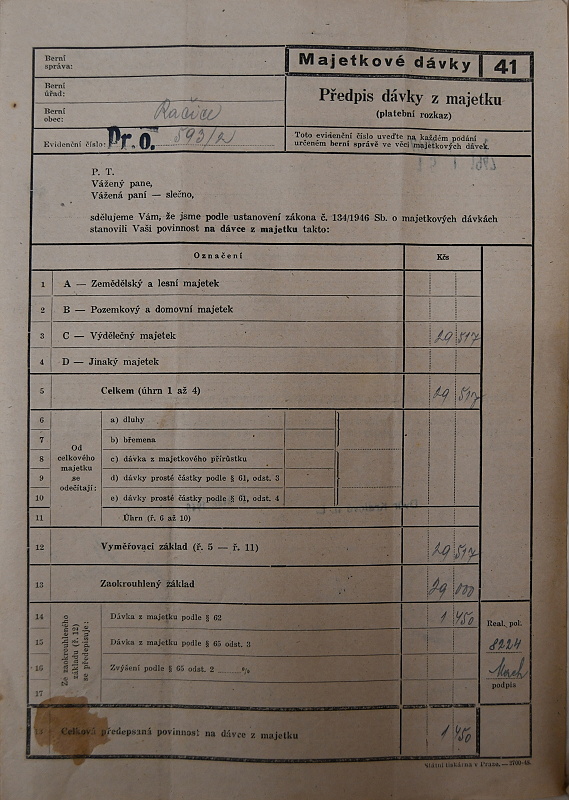 Berní
správa:
Majetkové dávky 41
Berní
úřad:
Předpis dávky z majetku
(platební rozkaz)
Berní
obec: Račice
Evidenční číslo: Pr. o. 593/2
Toto evidenční číslo uveďte na každém podání
určeném berní správě ve věci majetkových dávek.
P. T.
Vážený pane,
Vážená paní — slečno,
sdělujeme Vám, že jsme podle ustanovení zákona č. 134/1946 Sb. o majetkových dávkách
stanovili Vaši povinnost na dávce z majetku takto:
Označení Kčs
1 A — Zemědělský a lesní majetek
2 B — Pozemkový a domovní majetek
3 C — Výdělečný majetek 29 517
4 D — Jinaký majetek
5 Celkem (úhrn 1 až 4) 29 517
Od
celkového
majetku
se
odečítají:
6 a) dluhy
7 b) břemena
8 c) dávka z majetkového přírůstku
9 d) dávky prosté částky podle § 61, odst. 3
10 e) dávky prosté částky podle § 61, odst. 4
11 Úhrn (ř. 6 až 10)
12 Vyměřovací základ (ř. 5 — ř. 11) 29 517
13 Zaokrouhlený základ 29 000
Ze zaokrouhleného
základu (ř. 12)
se předepisuje:
14 Dávka z majetku podle § 62 1 450
15 Dávka z majetku podle § 65 odst. 3
16 Zvýšení podle § 65 odst. 2 %
17
Real. pol.
8224
podpis
Celková předepsaná povinnost na dávce z majetku 1 450
Státní tiskárna v Praze. — 3700-48.